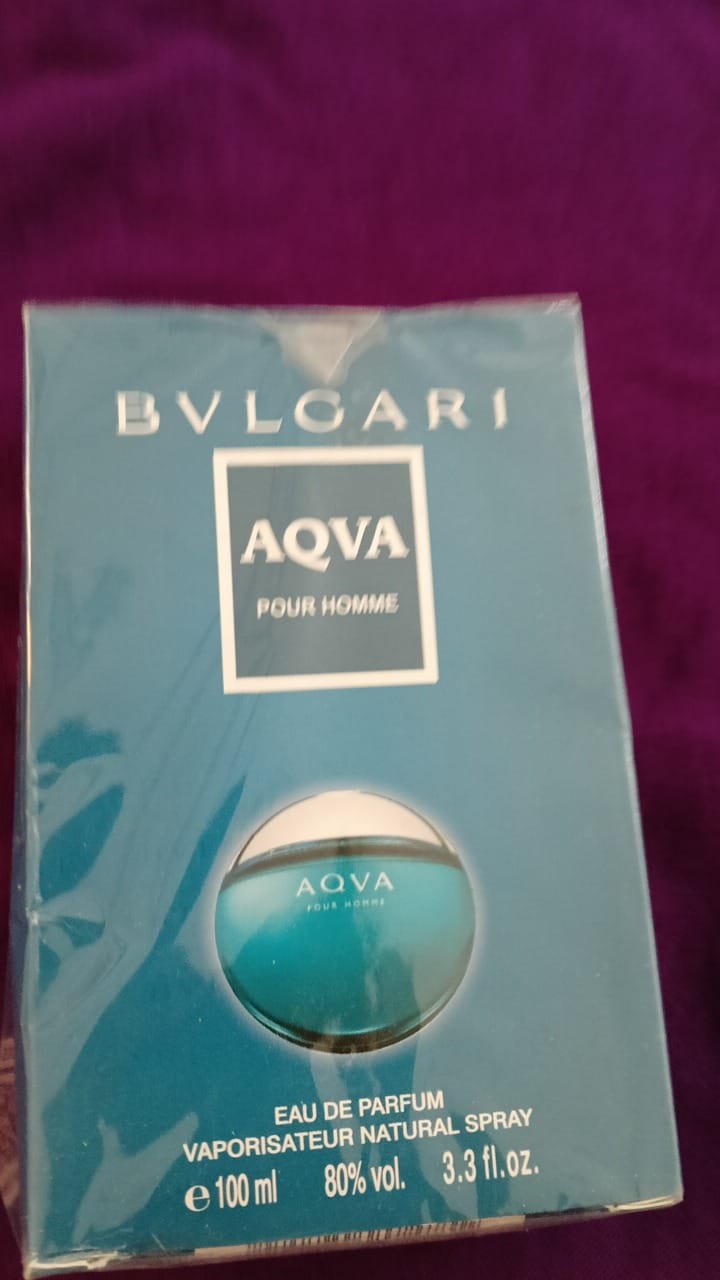 BVLGARI
AQVA
POUR HOMME
AQVA
POUR HOMME
EAU DE PARFUM
VAPORISATEUR NATURAL SPRAY
e 100 ml 80% vol. 3.3 fl.oz.